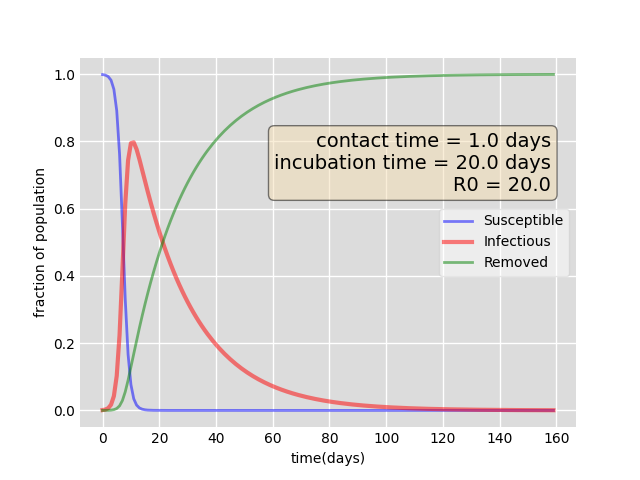 1.0
0.8
0.6
0.4
0.2
0.0
fraction of population
contact time = 1.0 days
incubation time = 20.0 days
R0 = 20.0
Susceptible
Infectious
Removed
0 20 40 60 80 100 120 140 160
time(days)